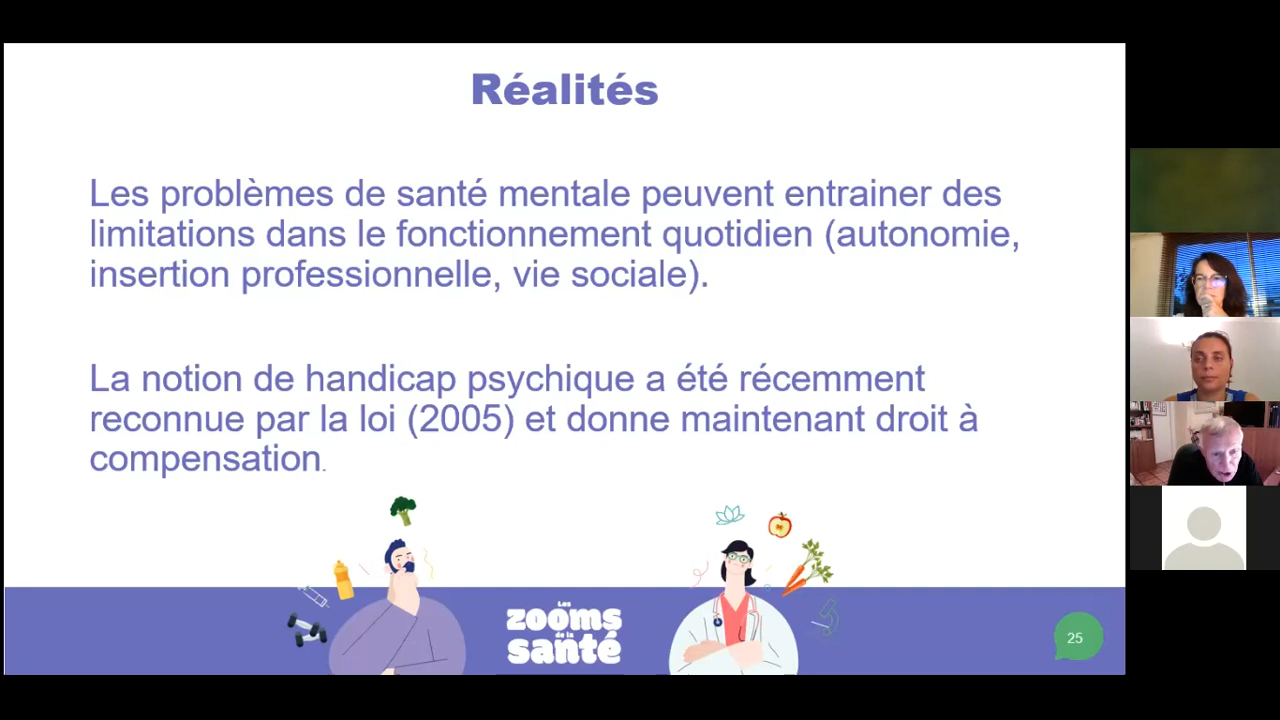 Réalités
Les problèmes de santé mentale peuvent entrainer des
limitations dans le fonctionnement quotidien (autonomie,
insertion professionnelle, vie sociale).
La notion de handicap psychique a été récemment
reconnue par la loi (2005) et donne maintenant droit à
compensation.
Les
zooms
de la
santé
25